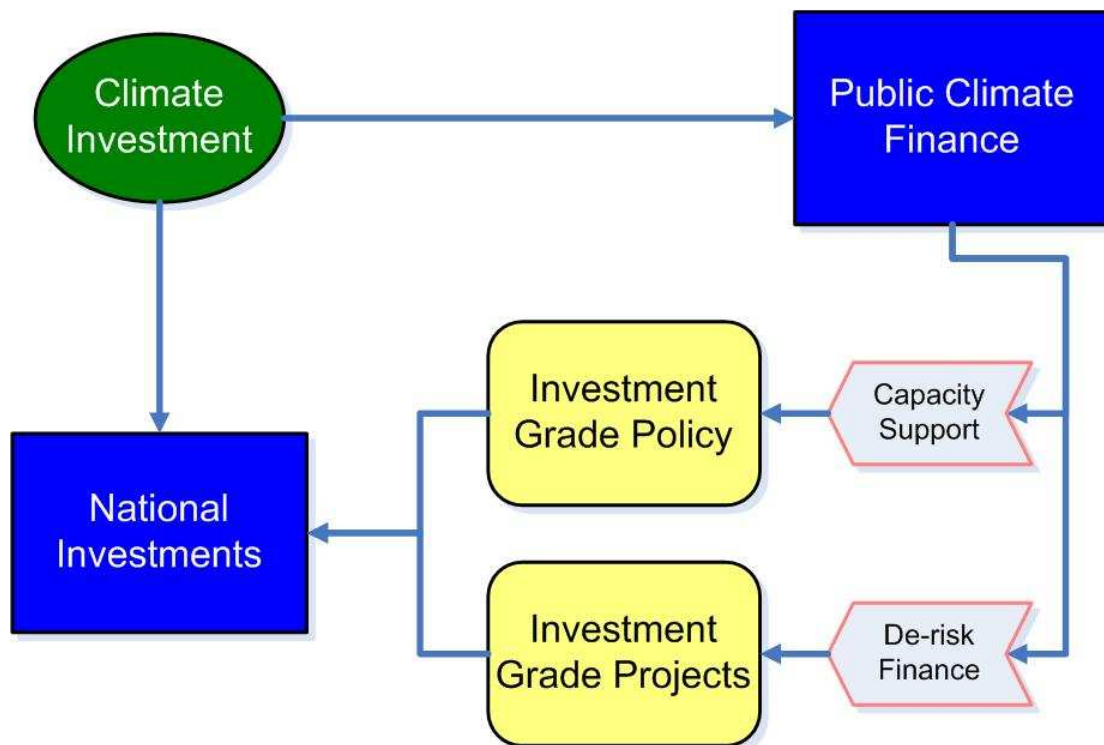 Climate
Investment
Public Climate
Finance
Investment
Grade Policy
Capacity
Support
National
Investments
Investment
Grade Projects
De-risk
Finance